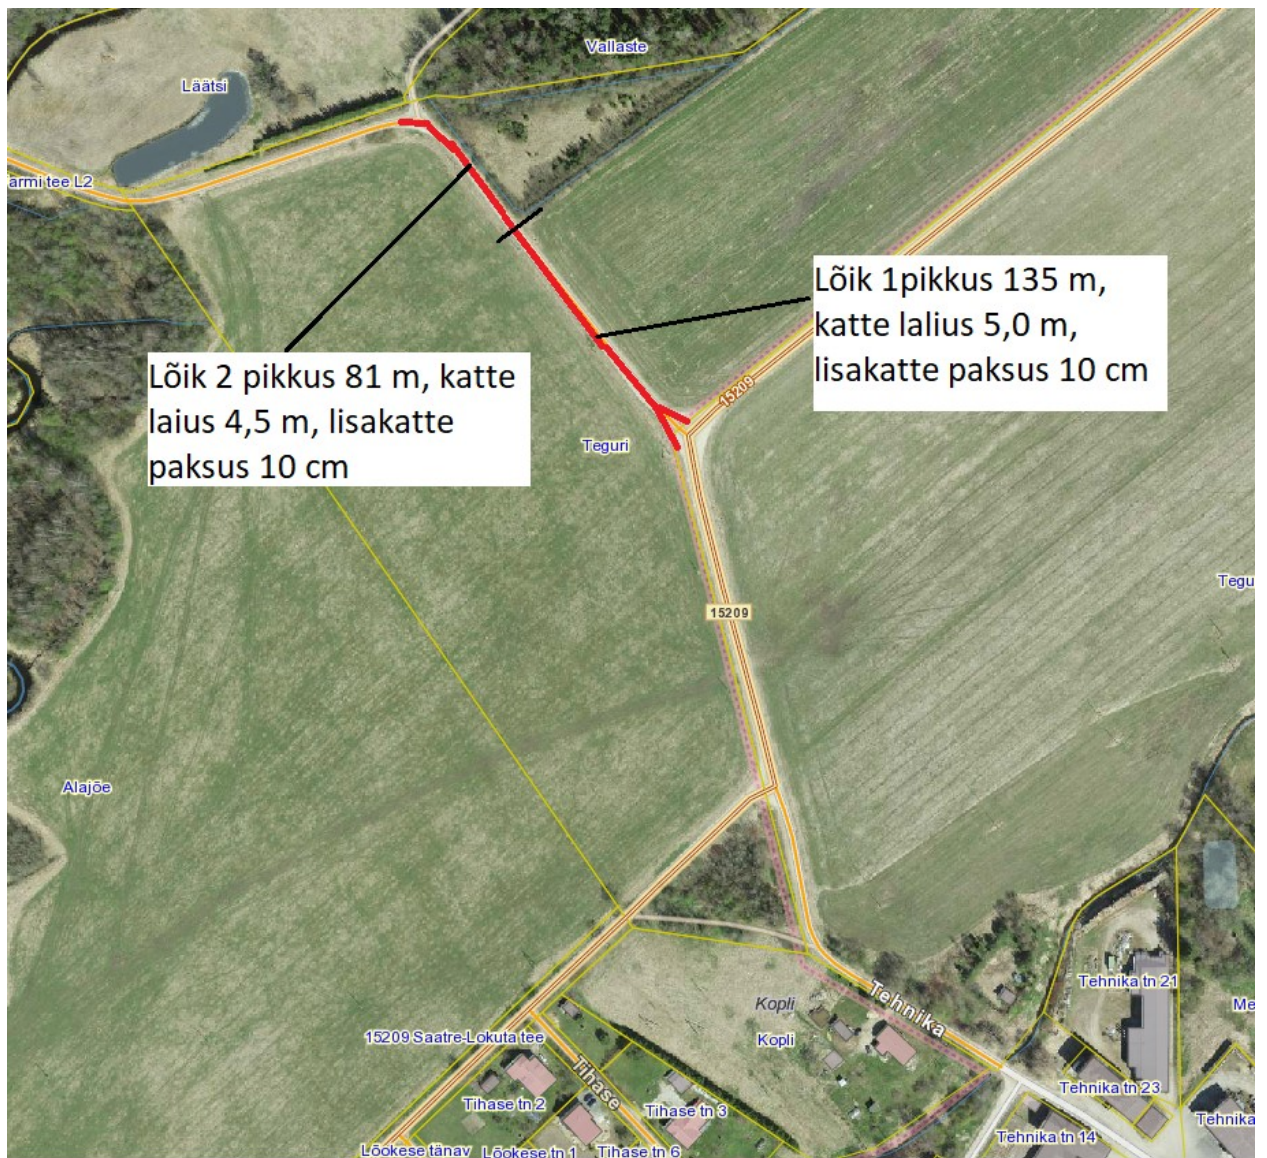 Vallaste
Läätsi
armi tee L2
Lõik 1pikkus 135 m,
katte lalius 5,0 m,
lisakatte paksus 10 cm
Lõik 2 pikkus 81 m, katte
laius 4,5 m, lisakatte
paksus 10 cm
15209
Teguri
Tegu
15209
Alajõe
Tehnika tn 21
Tehnika
Kopli
Me
15209 Saatre-Lokuta tee
Kopli
Tihase
Tehnika tn 23
Tihase tn 2
Tihase tn 3
Tehnika
Tehnika tn 14
Lõokese tänav
Lõokese tn 1
Tihase tn 6